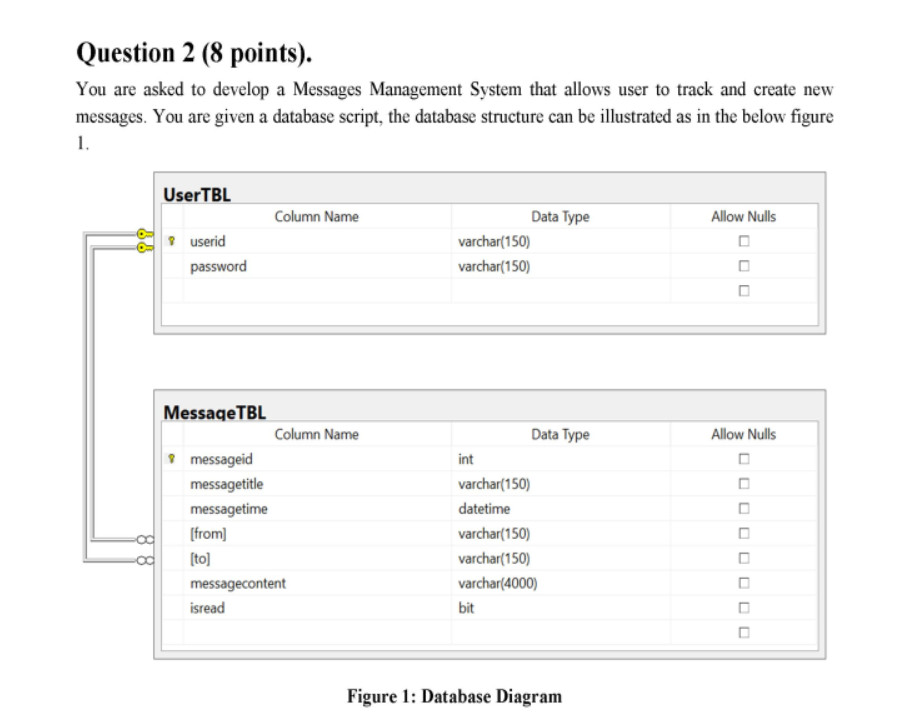 Question 2 (8 points).
You are asked to develop a Messages Management System that allows user to track and create new
messages. You are given a database script, the database structure can be illustrated as in the below figure
1.
UserTBL
Column Name Data Type Allow Nulls
userid varchar(150)
password varchar(150)
MessageTBL
Column Name Data Type Allow Nulls
messageid int
messagetitle varchar(150)
messagetime datetime
[from] varchar(150)
[to] varchar(150)
messagecontent varchar(4000)
isread bit
Figure 1: Database Diagram